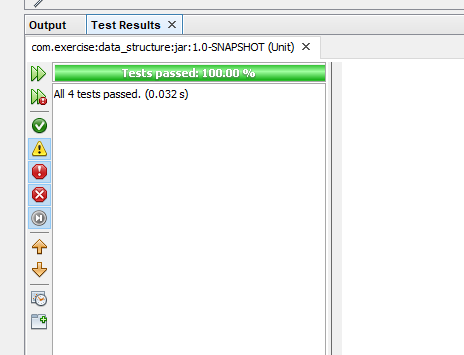 Output
Test Results
com.exercise:data_structure:jar:1.0-SNAPSHOT (Unit)
Tests passed: 100.00 %
All 4 tests passed. (0.032 s)